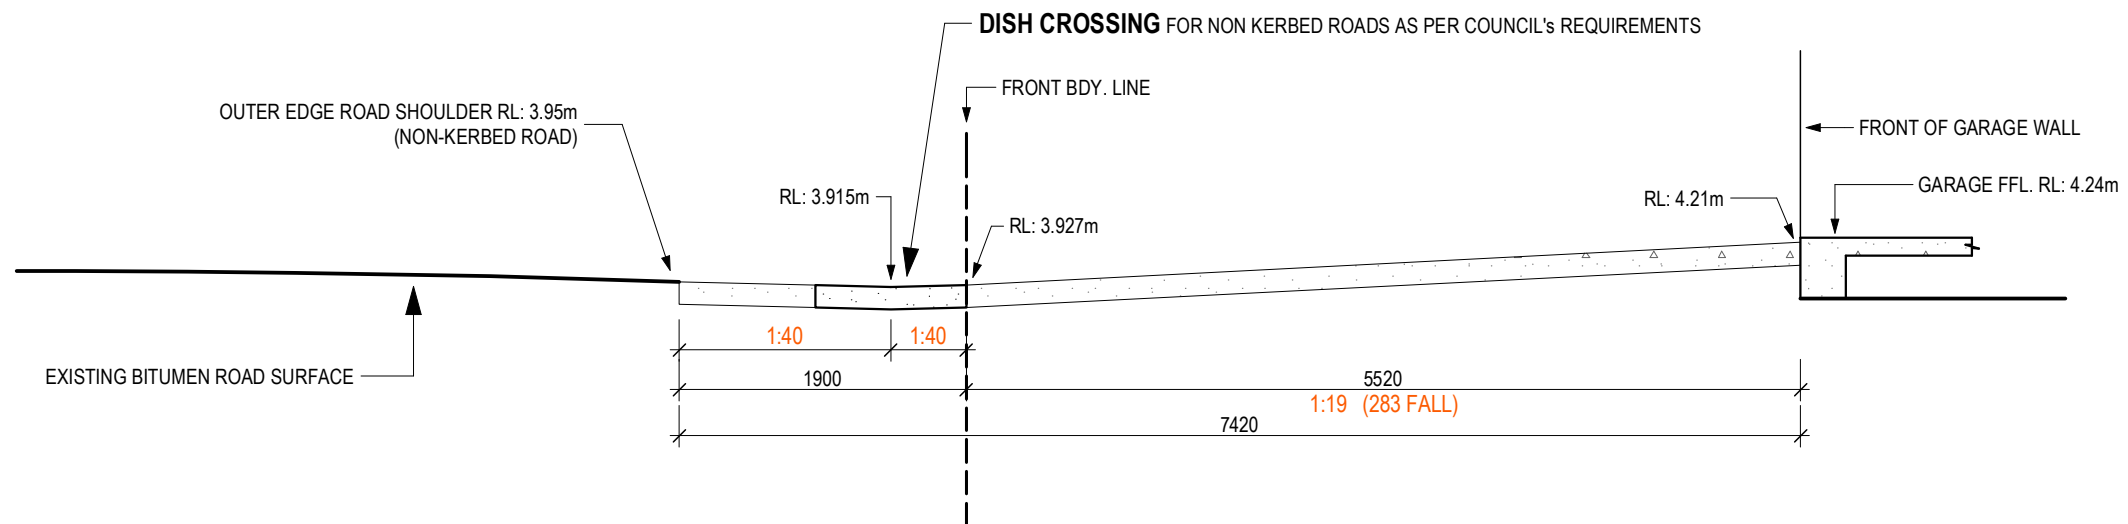 DISH CROSSING FOR NON KERBED ROADS AS PER COUNCIL's REQUIREMENTS
FRONT BDY. LINE
OUTER EDGE ROAD SHOULDER RL: 3.95m
(NON-KERBED ROAD)
FRONT OF GARAGE WALL
RL: 3.915m
RL: 3.927m
RL: 4.21m
GARAGE FFL. RL: 4.24m
1:40
1:40
EXISTING BITUMEN ROAD SURFACE
1900
5520
1:19 (283 FALL)
7420